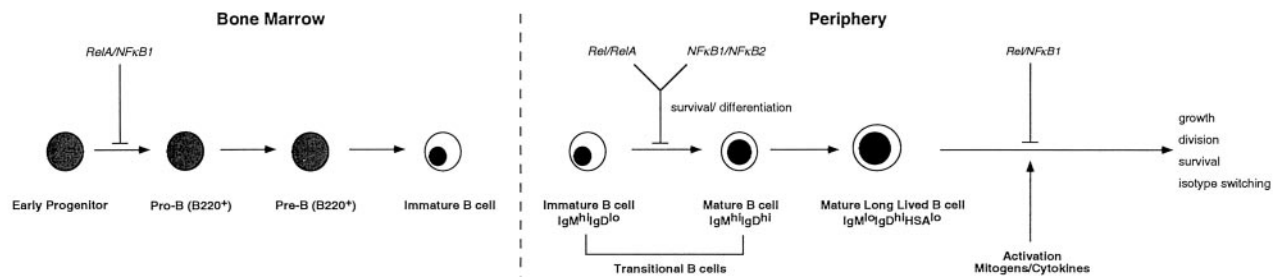 Bone Marrow
RelA/NFκB1
Early Progenitor
Pro-B (B220⁺)
Pre-B (B220⁺)
Immature B cell
Periphery
Rel/RelA
NFκB1/NFκB2
survival/ differentiation
Rel/NFκB1
growth
division
survival
isotype switching
Immature B cell
IgMʰⁱIgDˡᵒ
Mature B cell
IgMʰⁱIgDʰⁱ
Mature Long Lived B cell
IgMˡᵒIgDʰⁱHSAˡᵒ
Transitional B cells
Activation
Mitogens/Cytokines